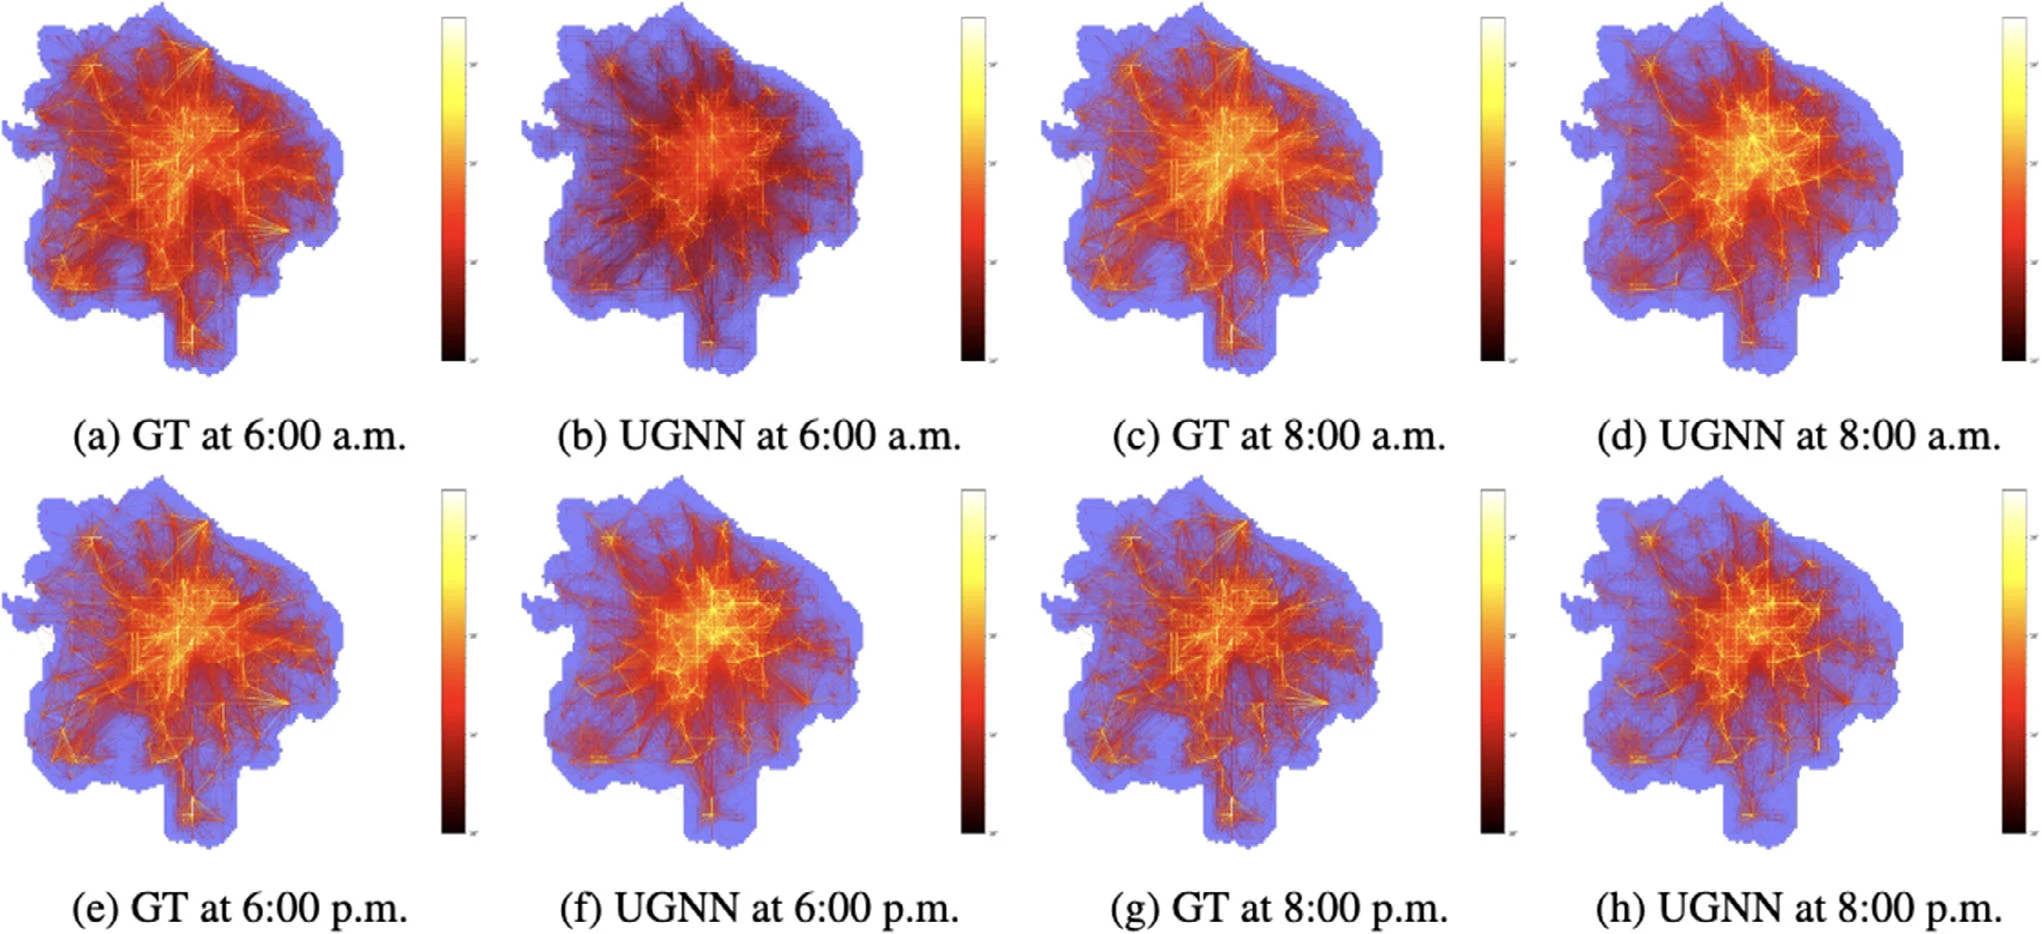 (a) GT at 6:00 a.m.
(b) UGNN at 6:00 a.m.
(c) GT at 8:00 a.m.
(d) UGNN at 8:00 a.m.
(e) GT at 6:00 p.m.
(f) UGNN at 6:00 p.m.
(g) GT at 8:00 p.m.
(h) UGNN at 8:00 p.m.